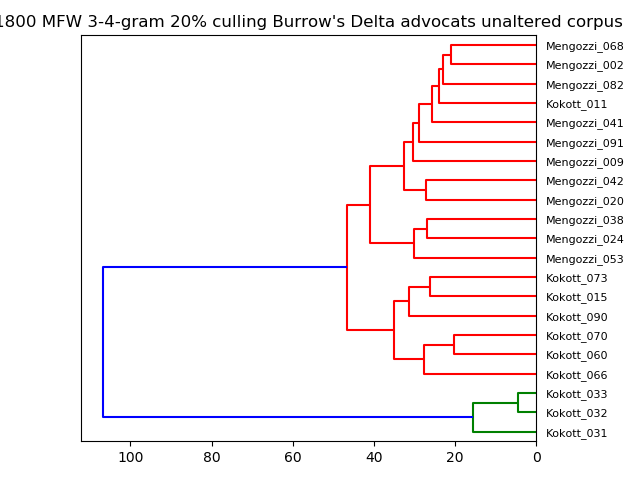 1800 MFW 3-4-gram 20% culling Burrow's Delta advocats unaltered corpus
Mengozzi_068
Mengozzi_002
Mengozzi_082
Kokott_011
Mengozzi_041
Mengozzi_091
Mengozzi_009
Mengozzi_042
Mengozzi_020
Mengozzi_038
Mengozzi_024
Mengozzi_053
Kokott_073
Kokott_015
Kokott_090
Kokott_070
Kokott_060
Kokott_066
Kokott_033
Kokott_032
Kokott_031
100 80 60 40 20 0